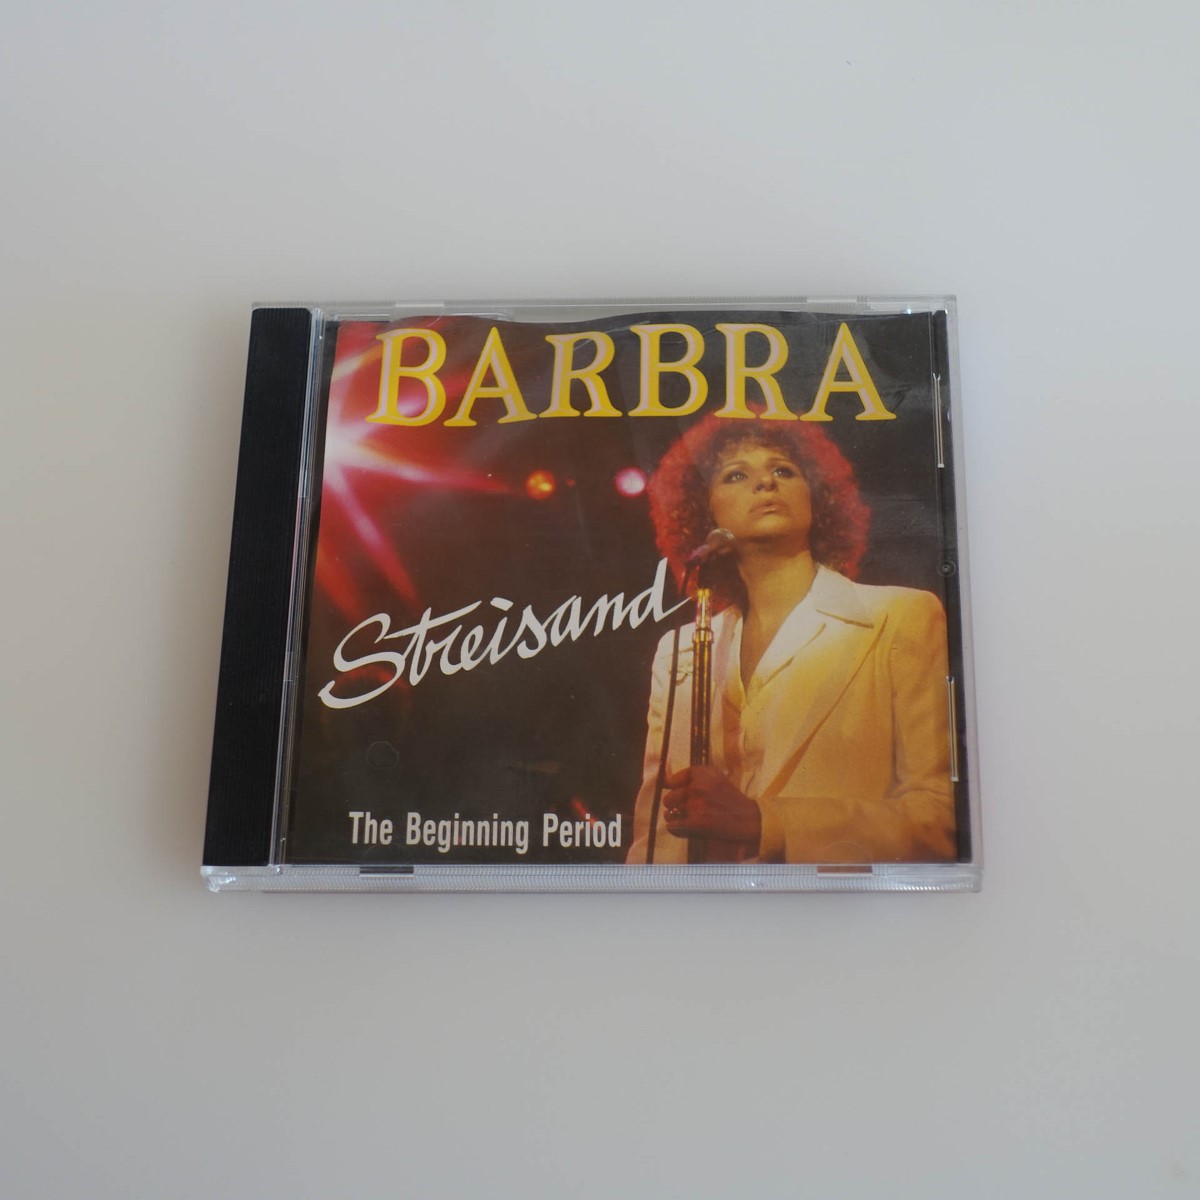 BARBRA
Streisand
The Beginning Period